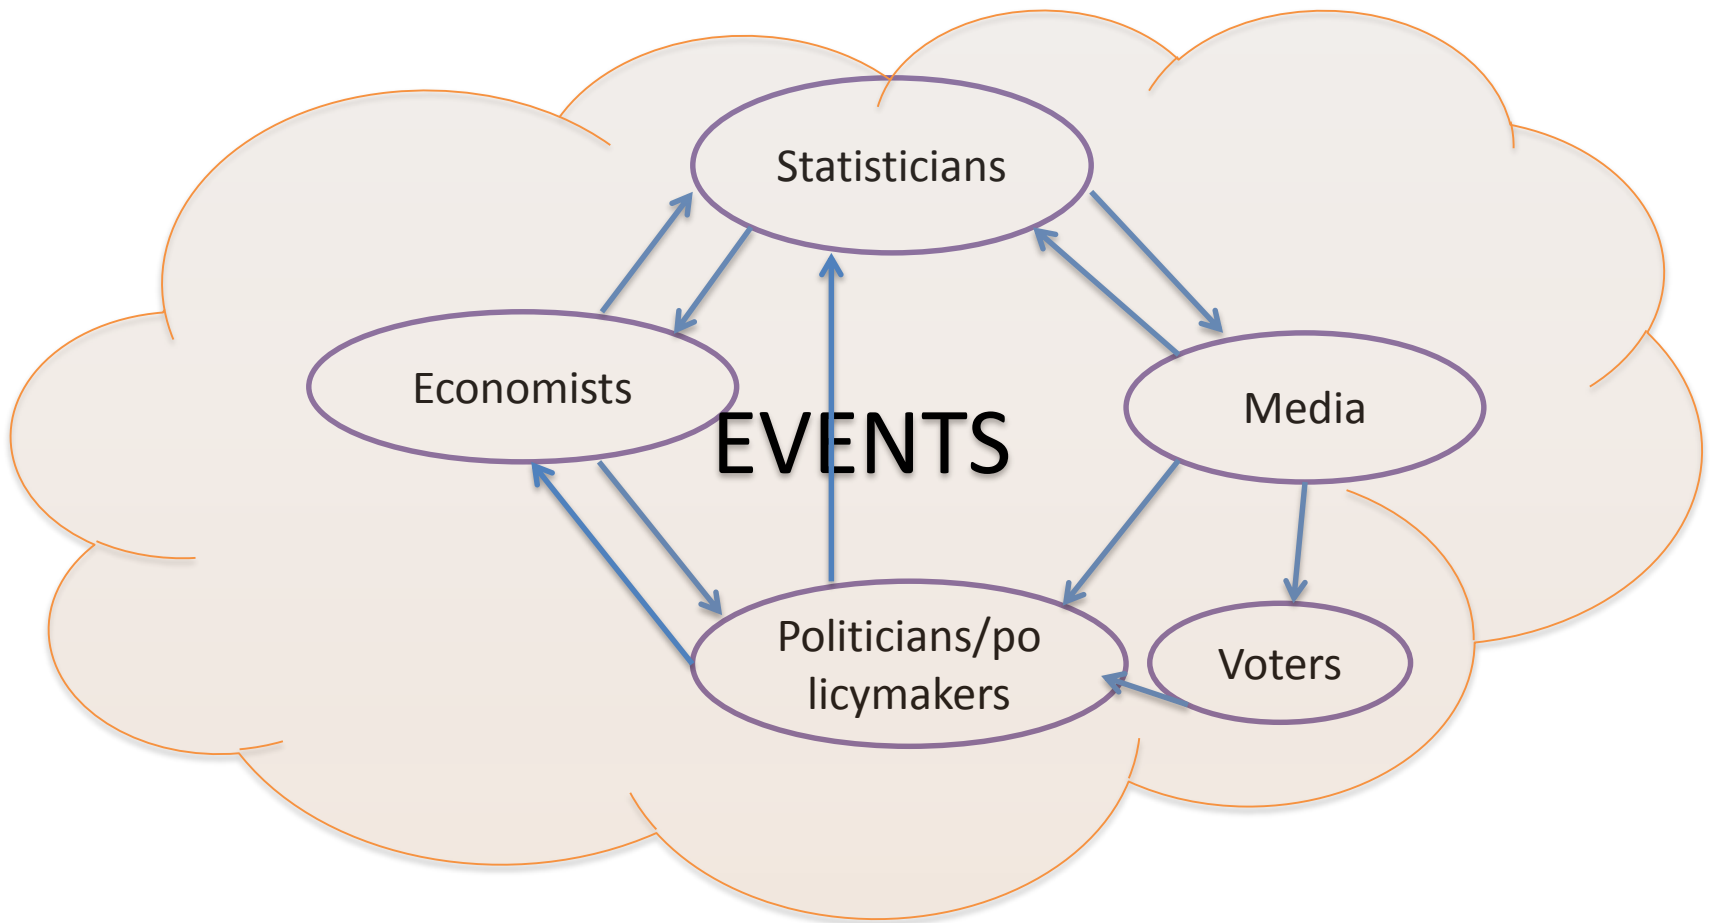 Statisticians
Economists
Media
EVENTS
Politicians/po
licymakers
Voters